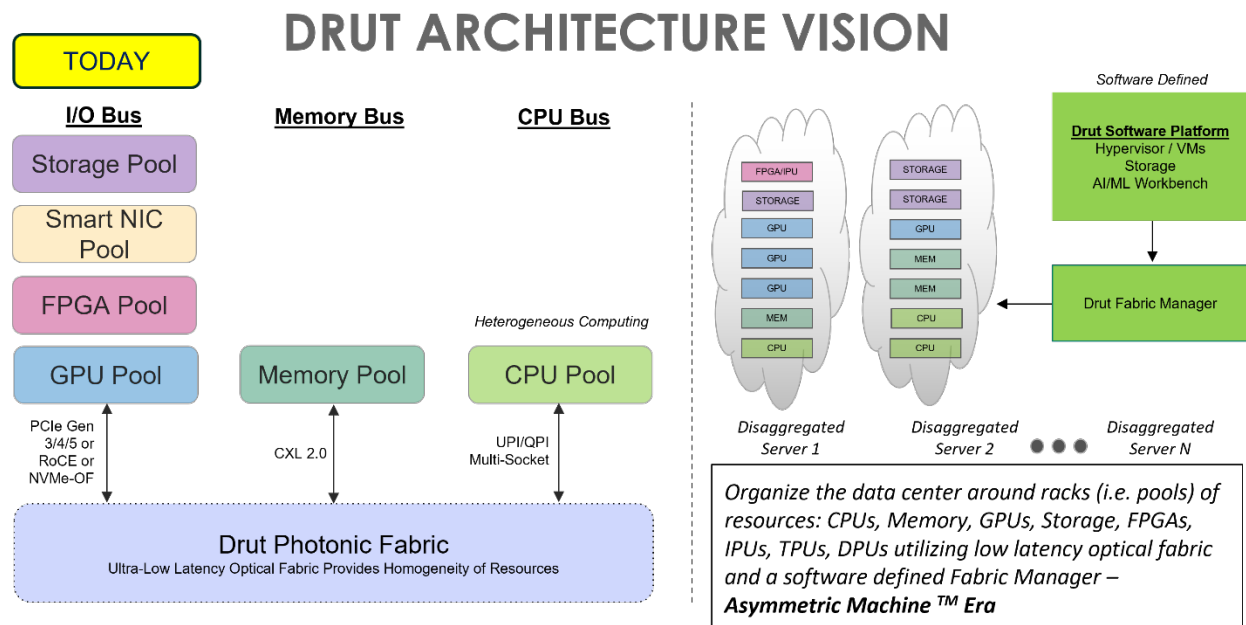 DRUT ARCHITECTURE VISION
TODAY
I/O Bus
Storage Pool
Smart NIC
Pool
FPGA Pool
GPU Pool
PCIe Gen
3/4/5 or
RoCE or
NVMe-OF
Memory Bus
Memory Pool
CXL 2.0
CPU Bus
Heterogeneous Computing
CPU Pool
UPI/QPI
Multi-Socket
Drut Photonic Fabric
Ultra-Low Latency Optical Fabric Provides Homogeneity of Resources
FPGA/IPU
STORAGE
GPU
GPU
GPU
MEM
CPU
Disaggregated
Server 1
STORAGE
STORAGE
GPU
MEM
MEM
CPU
CPU
Disaggregated
Server 2
Software Defined
Drut Software Platform
Hypervisor / VMs
Storage
AI/ML Workbench
Drut Fabric Manager
Disaggregated
Server N
Organize the data center around racks (i.e. pools) of
resources: CPUs, Memory, GPUs, Storage, FPGAs,
IPUs, TPUs, DPUs utilizing low latency optical fabric
and a software defined Fabric Manager –
Asymmetric Machine ™ Era